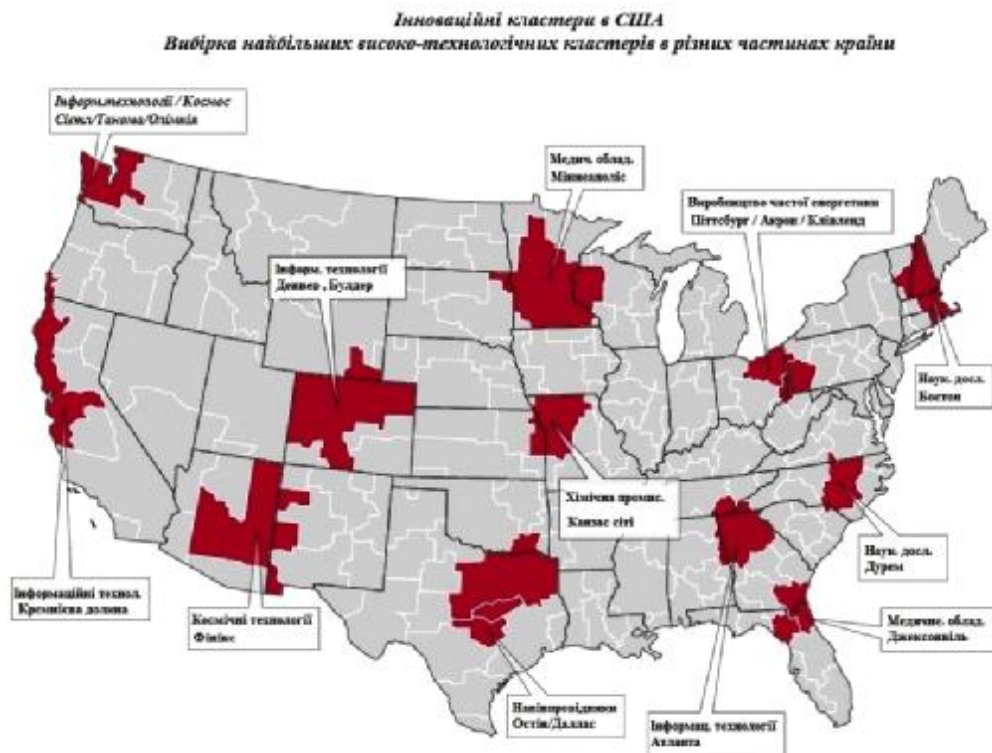 Інноваційні кластери в США
Вибірка найбільших високо-технологічних кластерів в різних частинах країни
Інформ.технології / Космос
Сіетл/Такома/Олімпія
Медич. облад.
Міннеаполіс
Виробництво чистої енергетики
Піттсбург / Акрон / Клівленд
Інформ. технології
Денвер , Булдер
Наук. досл.
Бостон
Хімічна промис.
Канзас сіті
Наук. досл.
Дурем
Інформаційні технол.
Кремнієва долина
Космічні технології
Фінікс
Медичне. облад.
Джексонвіль
Напівпровідники
Остін/Даллас
Інформац. технології
Атланта